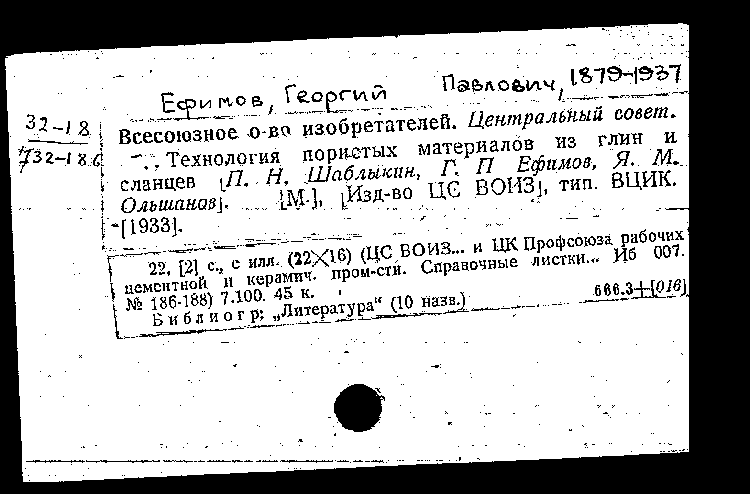 Ефимов, Георгий Павлович, 1879-1937
32-18
Всесоюзное о-во изобретателей. Центральный совет.
732-186
... Технология пористых материалов из глин и
сланцев [П. Н. Шаблыкин, Г. П Ефимов, Я. М.
Ольшанов]. [М.], [Изд-во ЦС ВОИЗ], тип. ВЦИК.
[1933].
22, [2] с., с илл. (22X16) (ЦС ВОИЗ... и ЦК Профсоюза рабочих
цементной и керамич. пром-сти. Справочные листки... Иб 007.
№ 186-188) 7.100. 45 к.
Библиогр: „Литература“ (10 назв.)
666.3+[016]